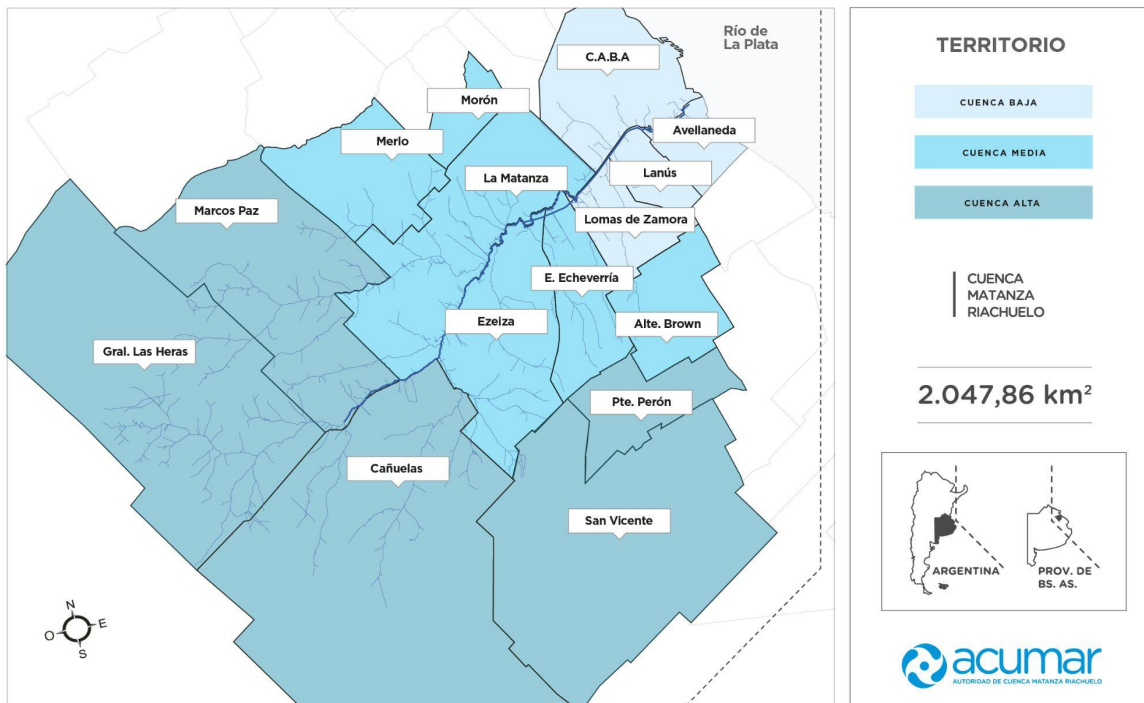 Río de
La Plata
C.A.B.A
Morón
Avellaneda
Merlo
Lanús
La Matanza
Marcos Paz
Lomas de Zamora
E. Echeverría
Ezeiza
Alte. Brown
Gral. Las Heras
Pte. Perón
Cañuelas
San Vicente
N
O
E
S
TERRITORIO
CUENCA BAJA
CUENCA MEDIA
CUENCA ALTA
CUENCA
MATANZA
RIACHUELO
2.047,86 km²
ARGENTINA
PROV. DE
BS. AS.
acumar
AUTORIDAD DE CUENCA MATANZA RIACHUELO